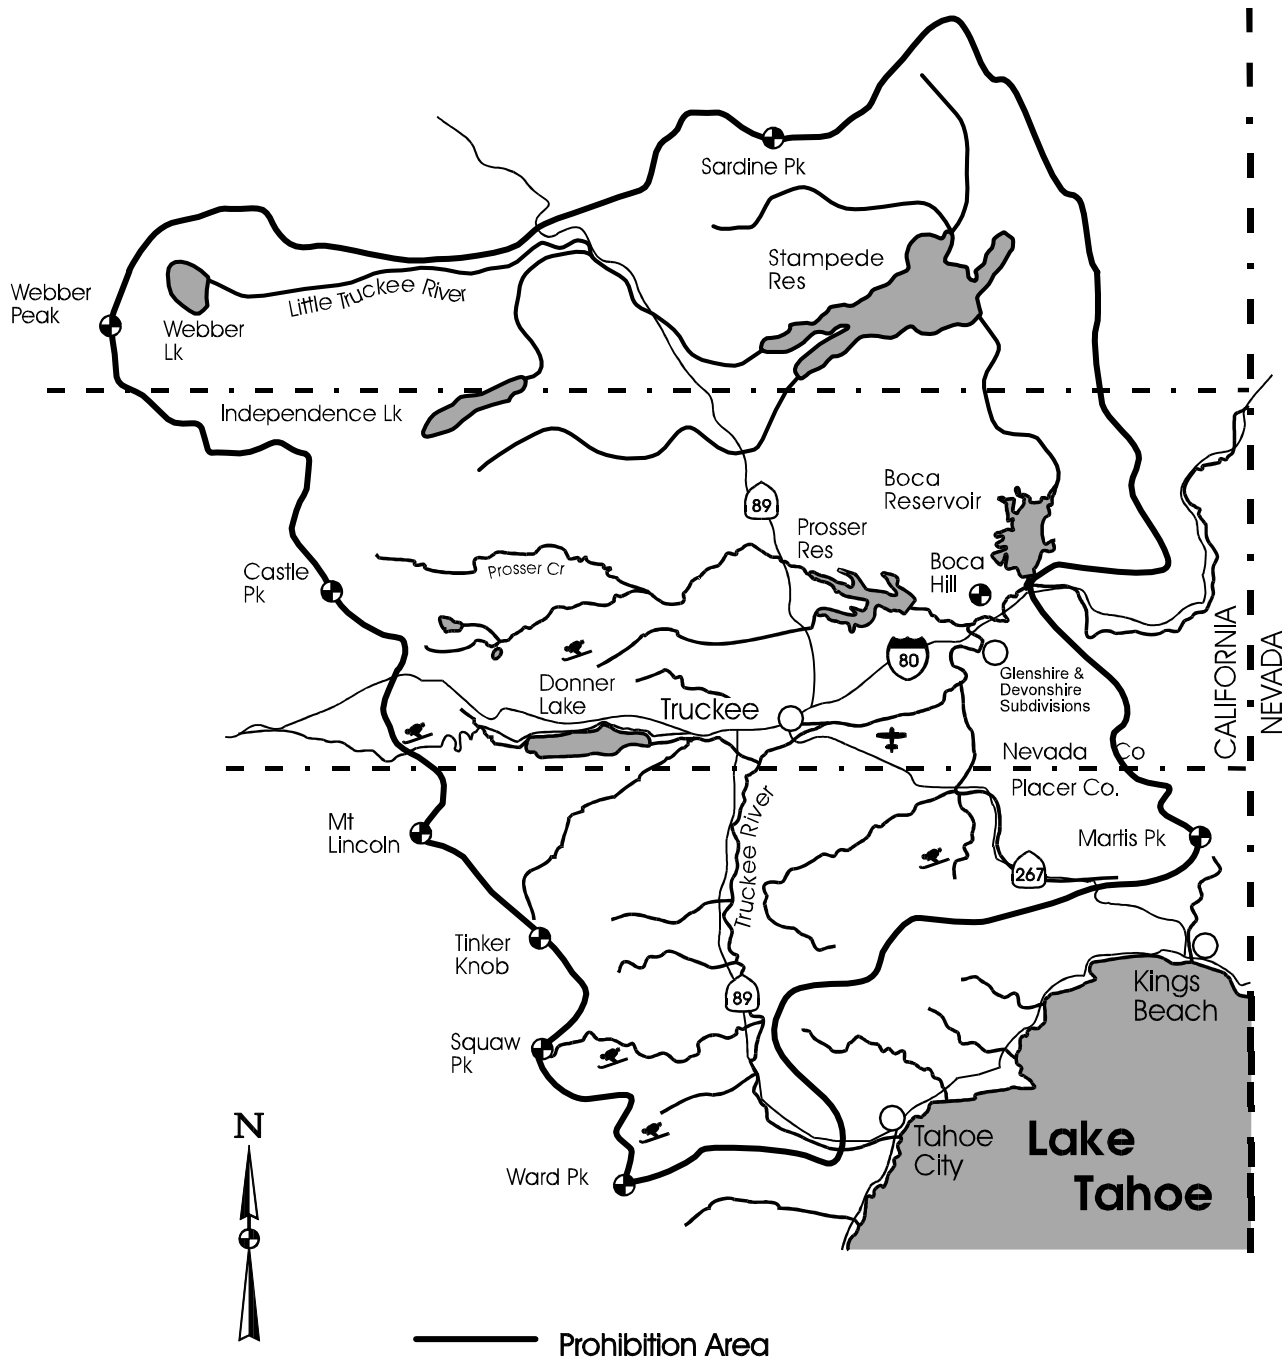 Sardine Pk
Stampede
Res
Webber
Peak
Little Truckee River
Webber
Lk
Independence Lk
Boca
Reservoir
89
Prosser
Res
Castle
Pk
Prosser Cr
Boca
Hill
CALIFORNIA
NEVADA
80
Glenshire &
Devonshire
Subdivisions
Donner
Lake
Truckee
Nevada Co
Placer Co.
Truckee River
Mt
Lincoln
Martis Pk
267
Tinker
Knob
89
Kings
Beach
Squaw
Pk
N
Tahoe
City
Lake
Tahoe
Ward Pk
Prohibition Area